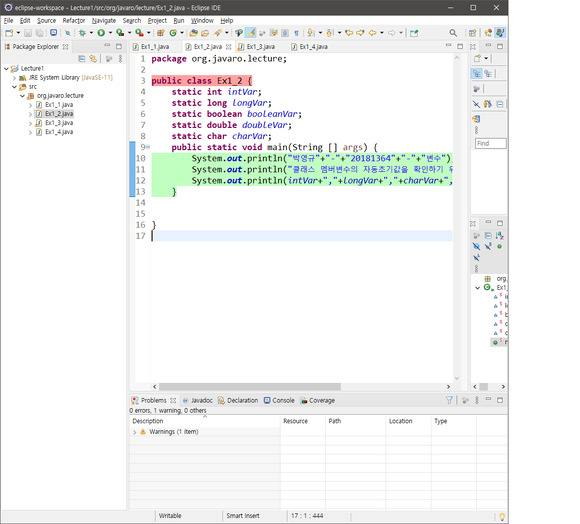 eclipse-workspace - Lecture1/src/org/javaro/lecture/Ex1_2.java - Eclipse IDE
File Edit Source Refactor Navigate Search Project Run Window Help
Package Explorer
Lecture1
JRE System Library [JavaSE-11]
src
org.javaro.lecture
Ex1_1.java
Ex1_2.java
Ex1_3.java
Ex1_4.java
Ex1_1.java Ex1_2.java Ex1_3.java Ex1_4.java
1 package org.javaro.lecture;
2
3 public class Ex1_2 {
4 static int intVar;
5 static long longVar;
6 static boolean booleanVar;
7 static double doubleVar;
8 static char charVar;
9 public static void main(String [] args) {
10 System.out.println("박영규"+"-"+"20181364"+"-"+"변수")
11 System.out.println("클래스 멤버변수의 자동초기값을 확인하기
12 System.out.println(intVar+","+longVar+","+charVar+",
13 }
14
15
16 }
17
Find
org.
Ex1_
Problems Javadoc Declaration Console Coverage
0 errors, 1 warning, 0 others
Description Resource Path Location Type
Warnings (1 item)
Writable Smart Insert 17 : 1 : 444